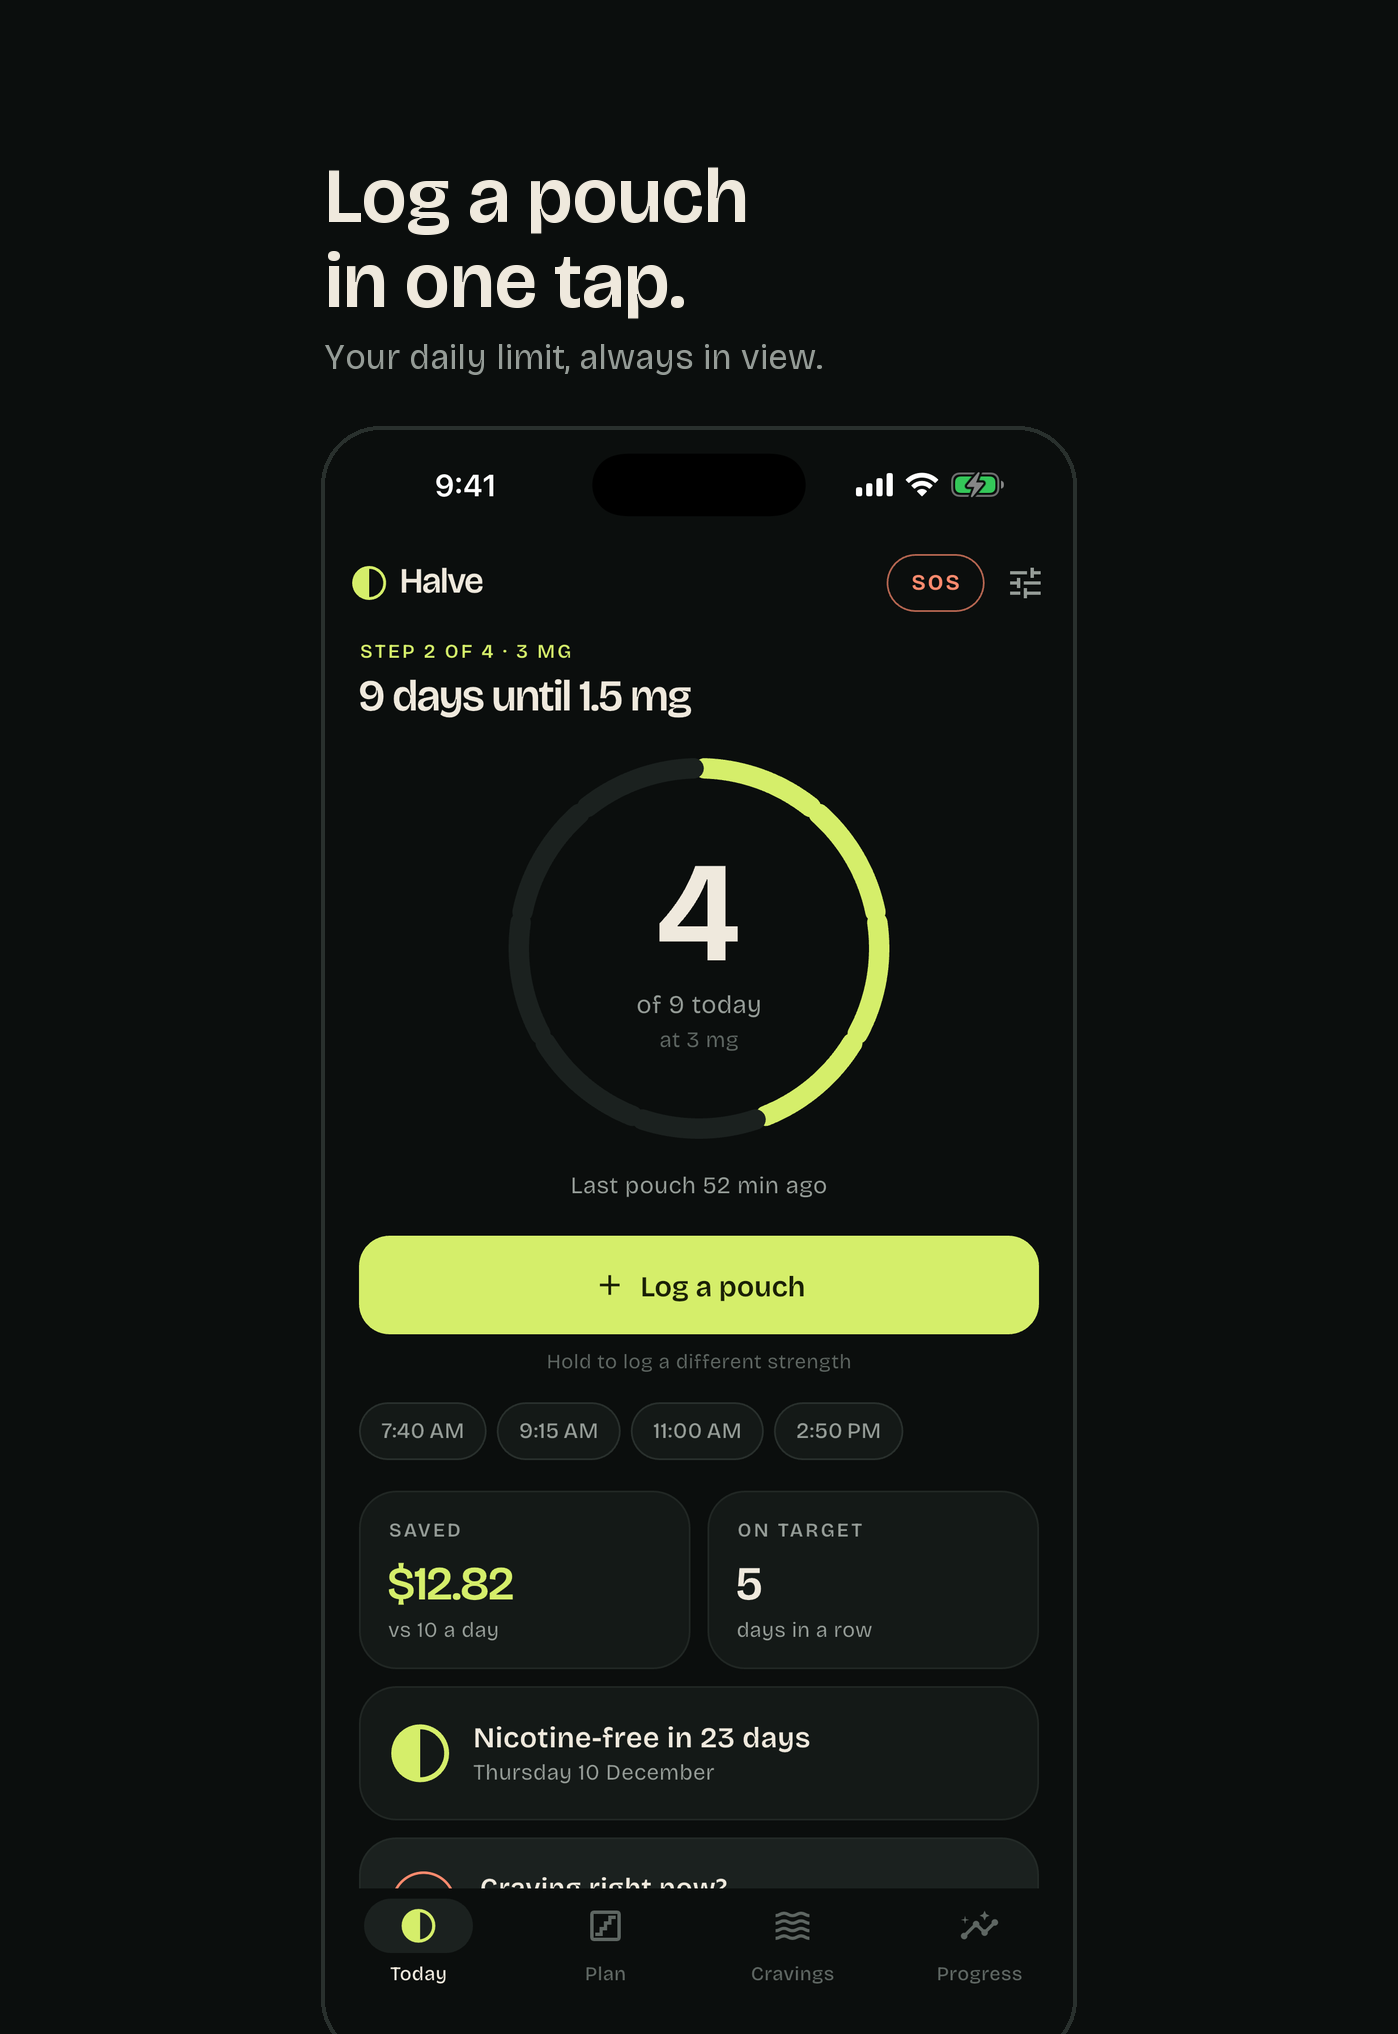 Log a pouch
in one tap.
Your daily limit, always in view.
9:41
Halve
SOS
STEP 2 OF 4 · 3 MG
9 days until 1.5 mg
4
of 9 today
at 3 mg
Last pouch 52 min ago
+ Log a pouch
Hold to log a different strength
7:40 AM
9:15 AM
11:00 AM
2:50 PM
SAVED
$12.82
vs 10 a day
ON TARGET
5
days in a row
Nicotine-free in 23 days
Thursday 10 December
Craving right now?
Today
Plan
Cravings
Progress